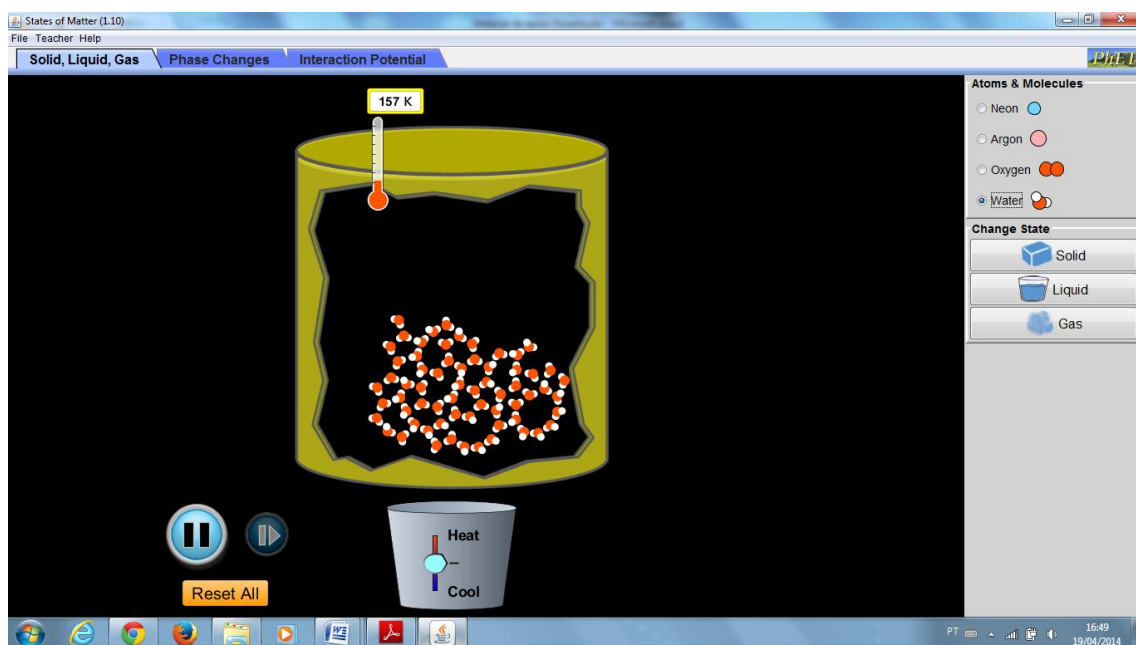 States of Matter (1.10)
File Teacher Help
Solid, Liquid, Gas Phase Changes Interaction Potential
PhET
157 K
Atoms & Molecules
Neon
Argon
Oxygen
Water
Change State
Solid
Liquid
Gas
Heat
Cool
Reset All
PT
16:49
19/04/2014